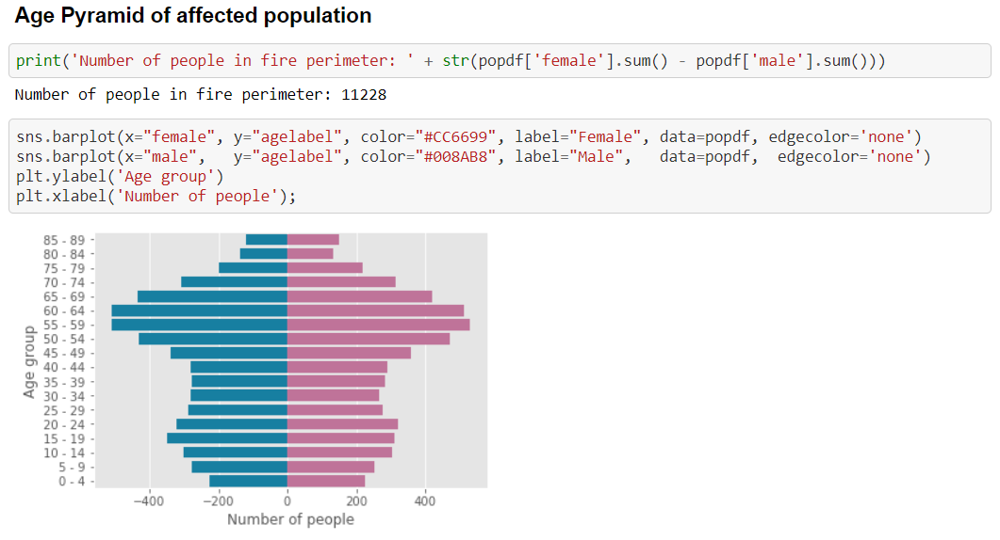 Age Pyramid of affected population
print('Number of people in fire perimeter: ' + str(popdf['female'].sum() - popdf['male'].sum()))
Number of people in fire perimeter: 11228
sns.barplot(x="female", y="agelabel", color="#CC6699", label="Female", data=popdf, edgecolor='none')
sns.barplot(x="male",   y="agelabel", color="#008AB8", label="Male",   data=popdf,  edgecolor='none')
plt.ylabel('Age group')
plt.xlabel('Number of people');
85 - 89
80 - 84
75 - 79
70 - 74
65 - 69
60 - 64
55 - 59
50 - 54
45 - 49
40 - 44
35 - 39
30 - 34
25 - 29
20 - 24
15 - 19
10 - 14
5 - 9
0 - 4
Age group
−400 −200 0 200 400
Number of people